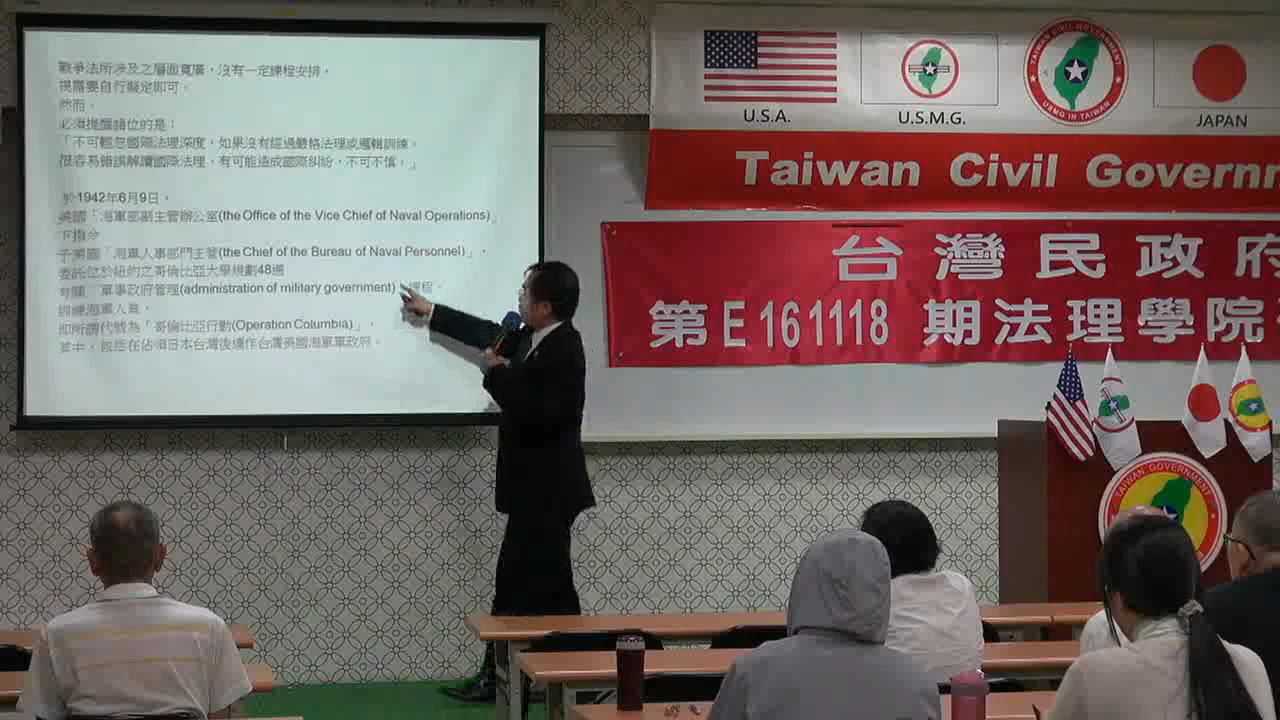 戰爭法所涉及之層面寬廣，沒有一定課程安排，
視需要自行擬定即可。
然而，
必須提醒諸位的是：
「不可輕忽國際法理深度，如果沒有經過嚴格法理或邏輯訓練，
很容易錯誤解讀國際法理，有可能造成國際糾紛，不可不慎。」
於1942年6月9日，
美國「海軍部副主管辦公室(the Office of the Vice Chief of Naval Operations)」
下指令
予美國「海軍人事部門主管(the Chief of the Bureau of Naval Personnel)」，
委託位於紐約之哥倫比亞大學規劃48週
有關「軍事政府管理(administration of military government)」課程，
訓練海軍人員，
即所謂代號為「哥倫比亞行動(Operation Columbia)」，
其中，包括在佔領日本台灣後運作台灣美國海軍軍政府。
U.S.A.
U.S.M.G.
TAIWAN CIVIL GOVERNMENT
USMG IN TAIWAN
JAPAN
Taiwan Civil Governm
台灣民政府
第E161118期法理學院
TAIWAN GOVERNMENT